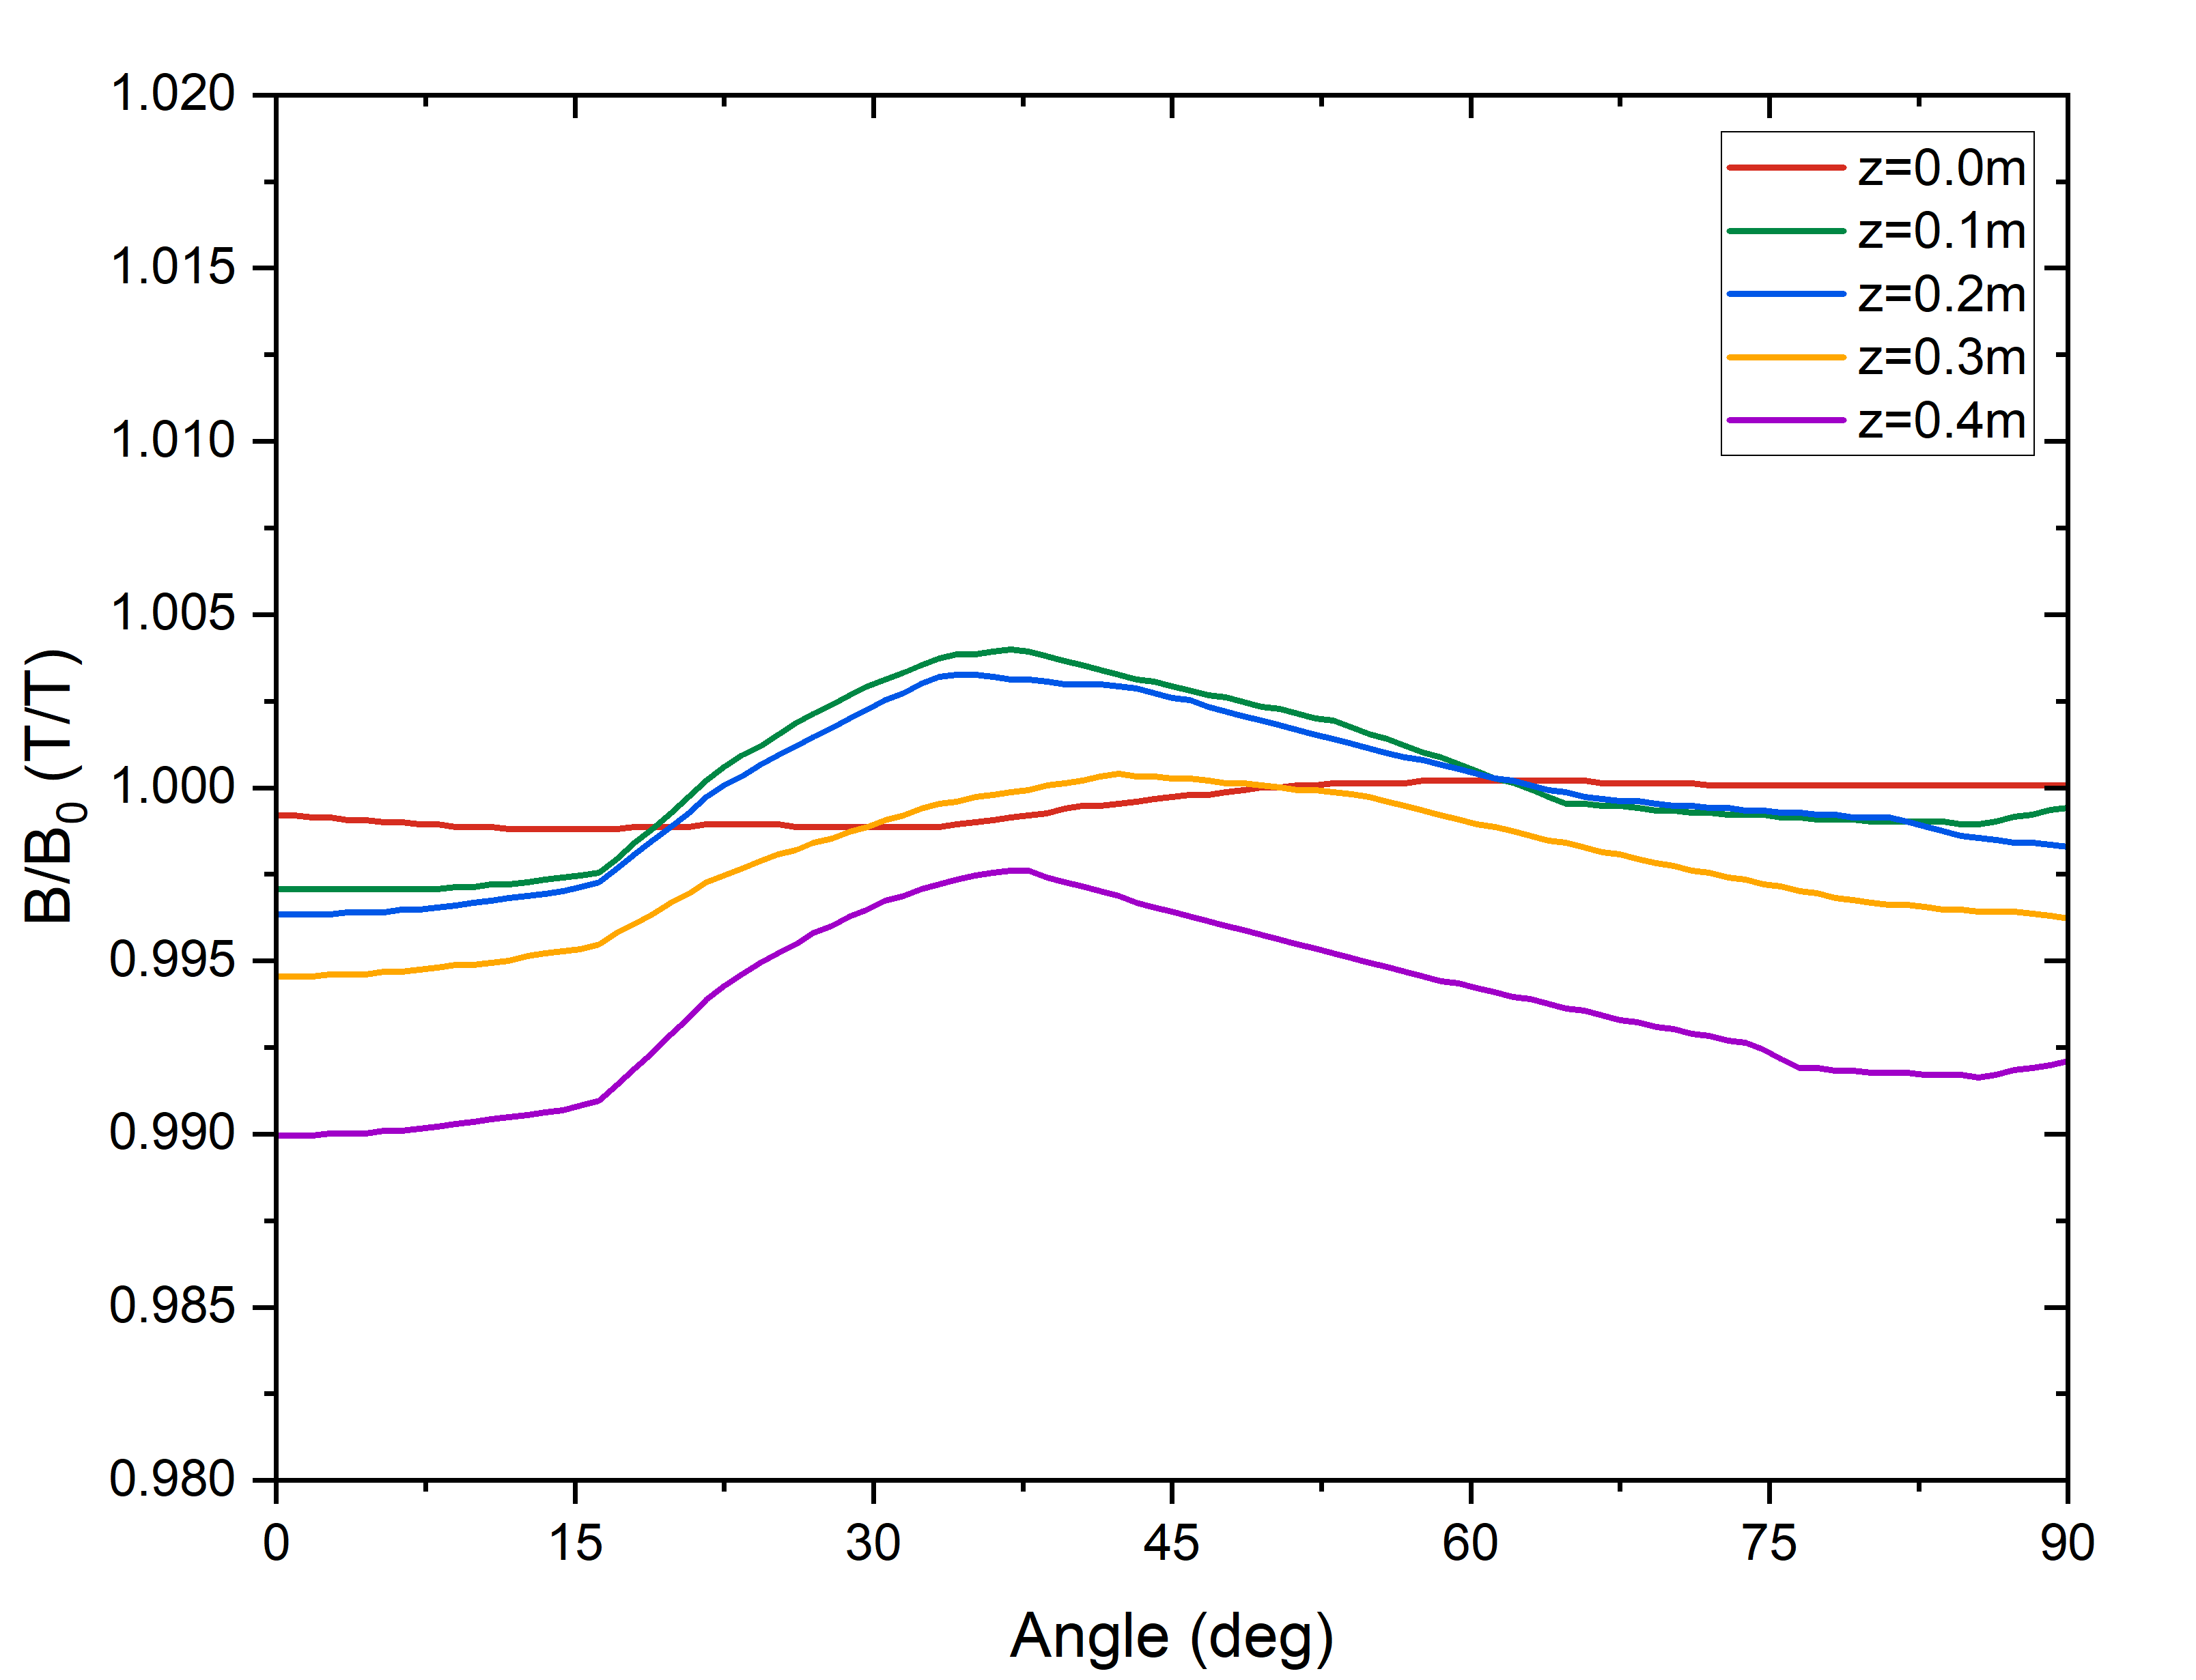 1.020
1.015
1.010
1.005
1.000
0.995
0.990
0.985
0.980
B/B₀ (T/T)
z=0.0m
z=0.1m
z=0.2m
z=0.3m
z=0.4m
0 15 30 45 60 75 90
Angle (deg)